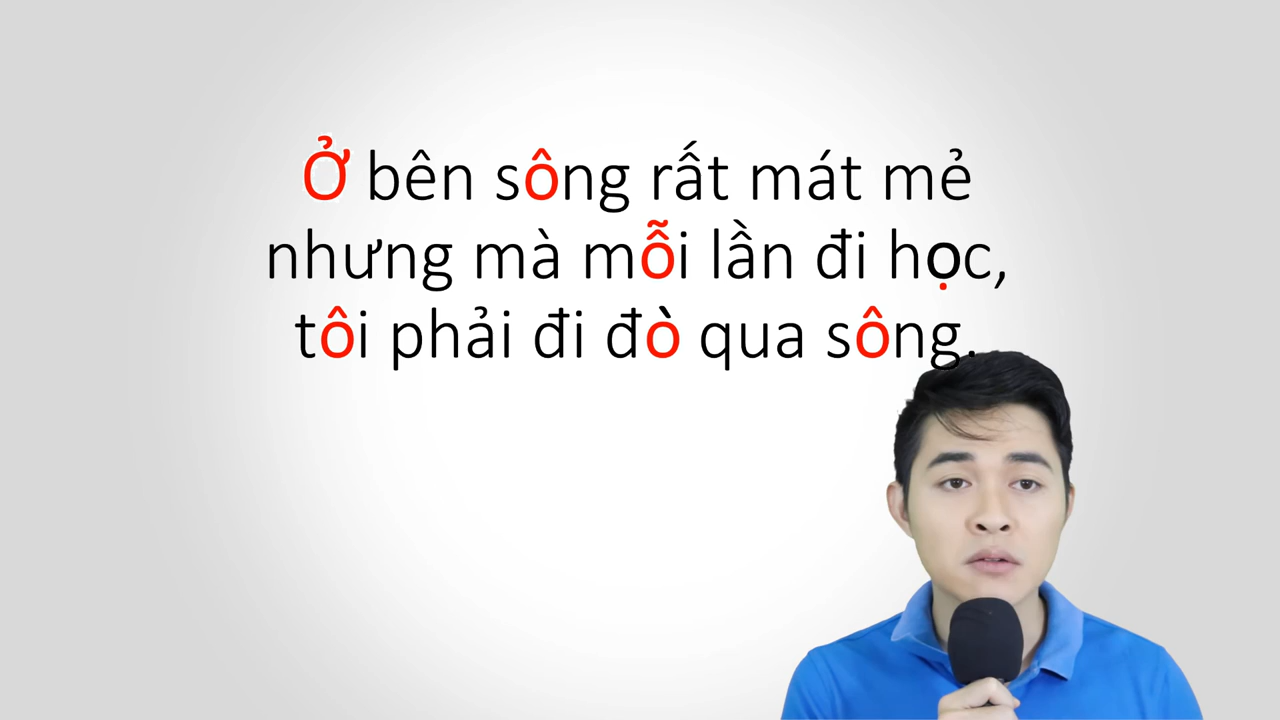 Ở bên sông rất mát mẻ
nhưng mà mỗi lần đi học,
tôi phải đi đò qua sông.